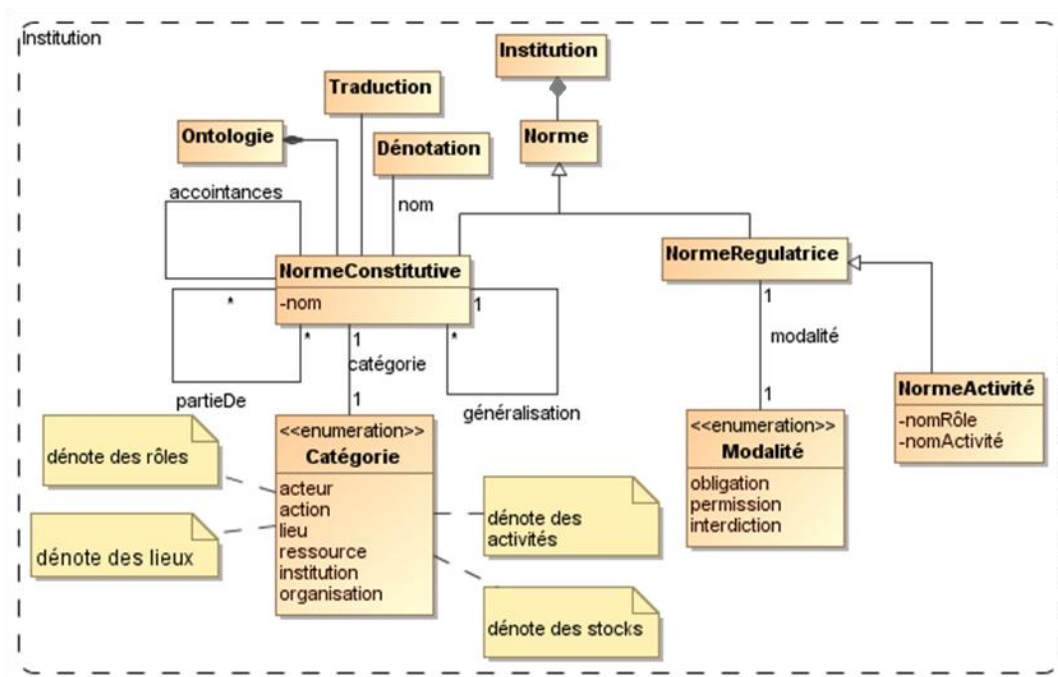 Institution
Institution
Traduction
Ontologie
Dénotation
Norme
accointances
nom
NormeConstitutive
-nom
NormeRegulatrice
*
1
*
1
*
1
catégorie
modalité
partieDe
1
généralisation
1
NormeActivité
-nomRôle
-nomActivité
<<enumeration>>
Catégorie
acteur
action
lieu
ressource
institution
organisation
<<enumeration>>
Modalité
obligation
permission
interdiction
dénote des rôles
dénote des lieux
dénote des
activités
dénote des stocks